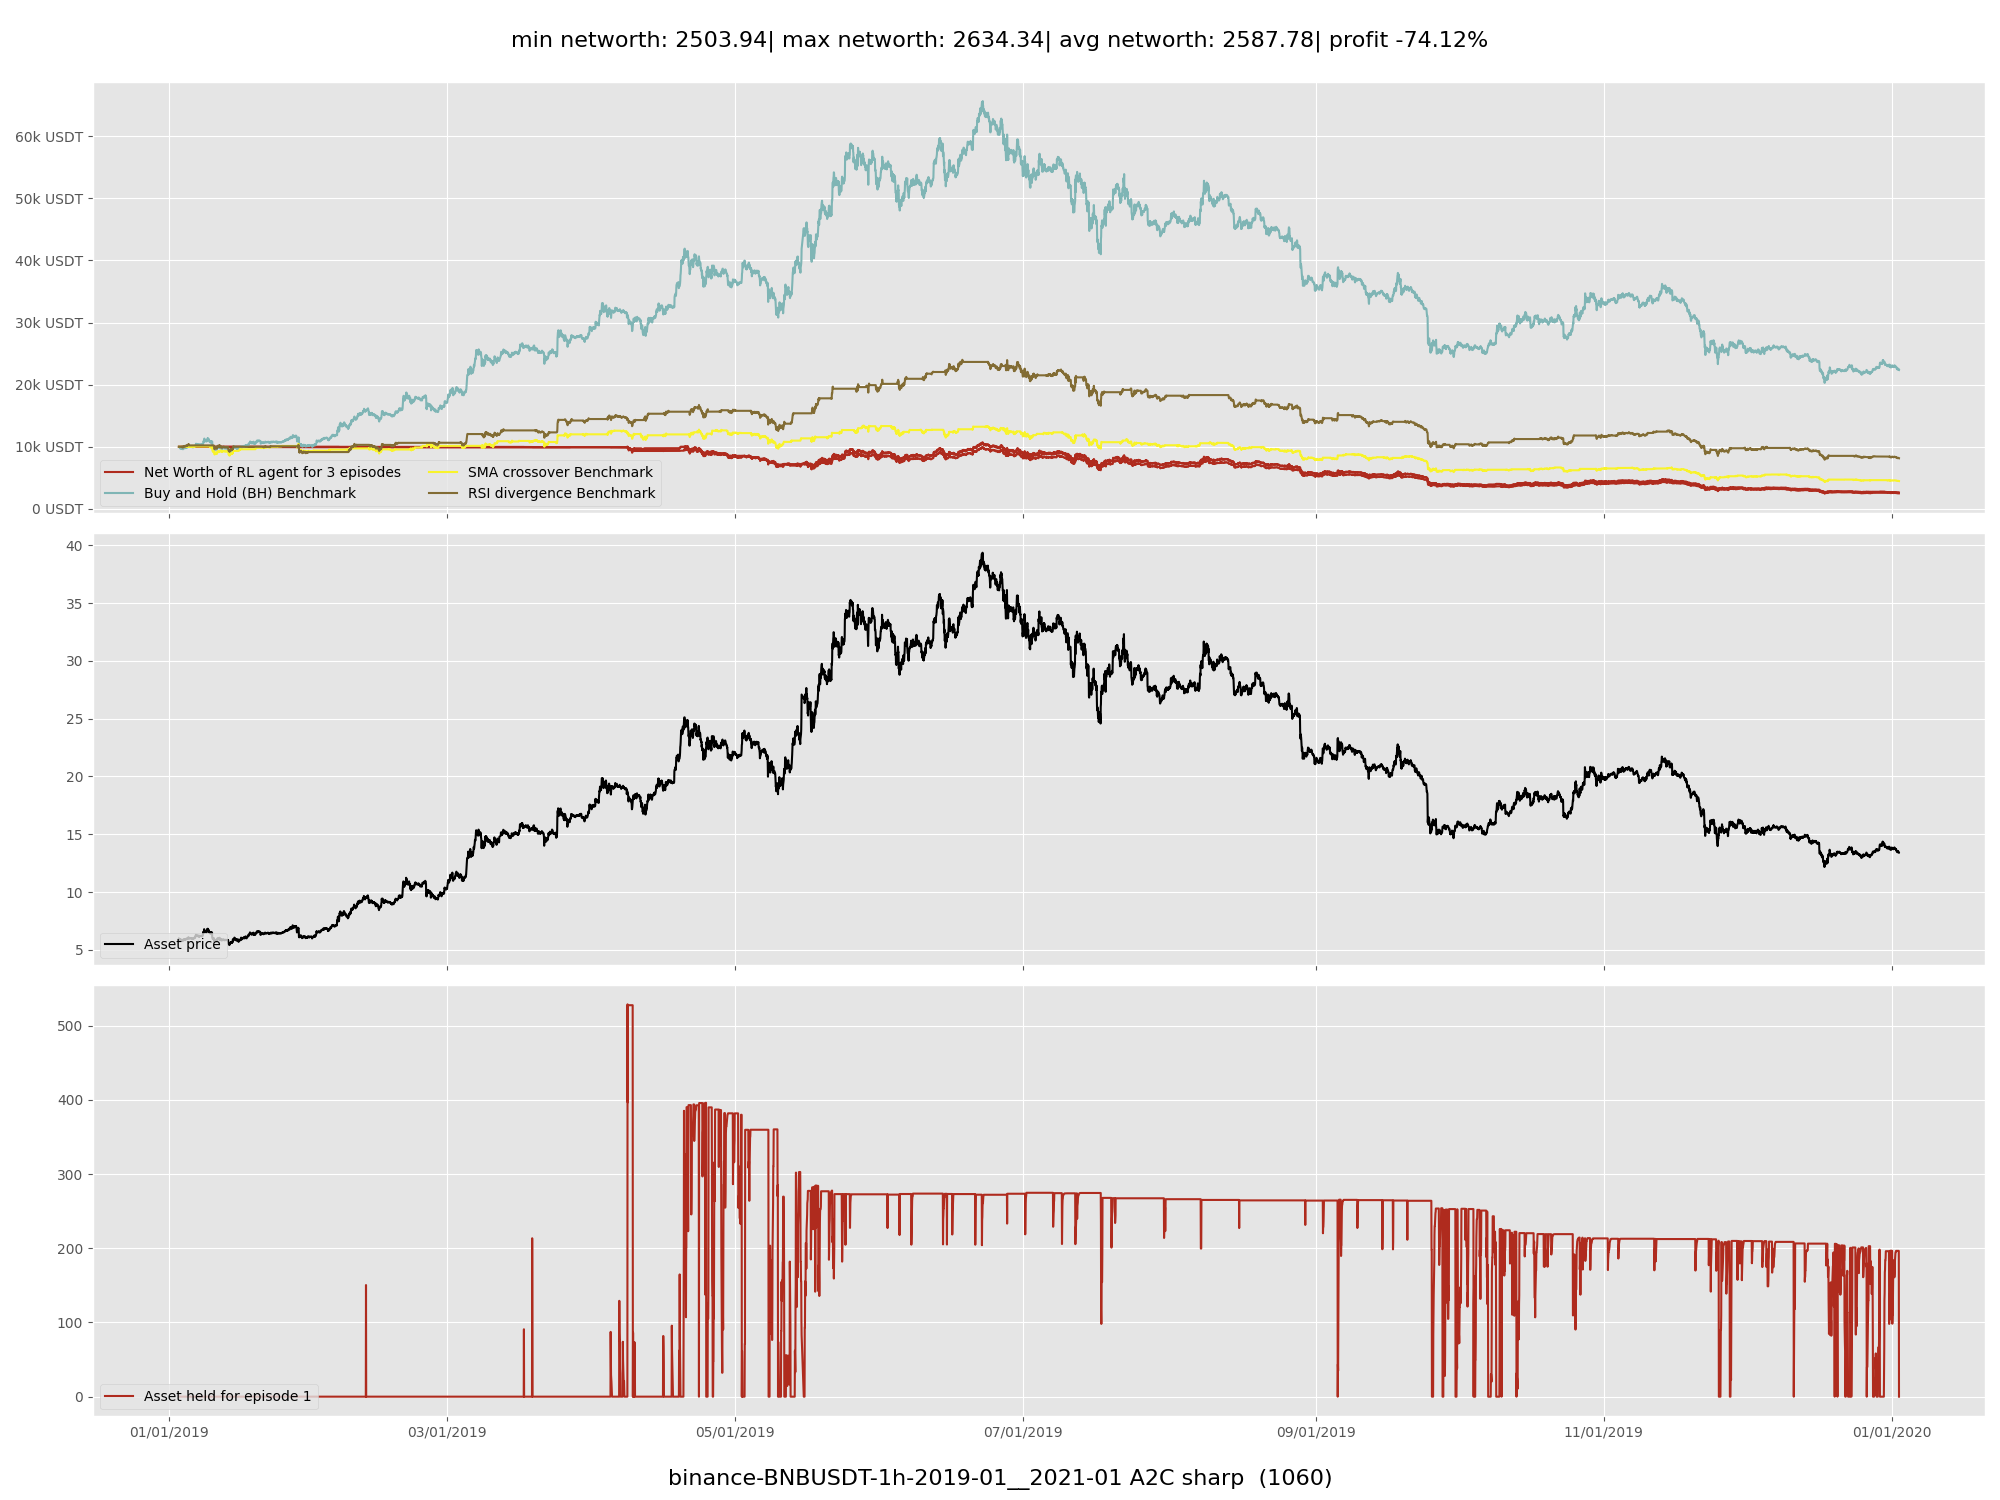 min networth: 2503.94| max networth: 2634.34| avg networth: 2587.78| profit -74.12%
60k USDT
50k USDT
40k USDT
30k USDT
20k USDT
10k USDT
0 USDT
Net Worth of RL agent for 3 episodes
Buy and Hold (BH) Benchmark
SMA crossover Benchmark
RSI divergence Benchmark
40
35
30
25
20
15
10
5
Asset price
500
400
300
200
100
0
Asset held for episode 1
01/01/2019
03/01/2019
05/01/2019
07/01/2019
09/01/2019
11/01/2019
01/01/2020
binance-BNBUSDT-1h-2019-01__2021-01 A2C sharp  (1060)